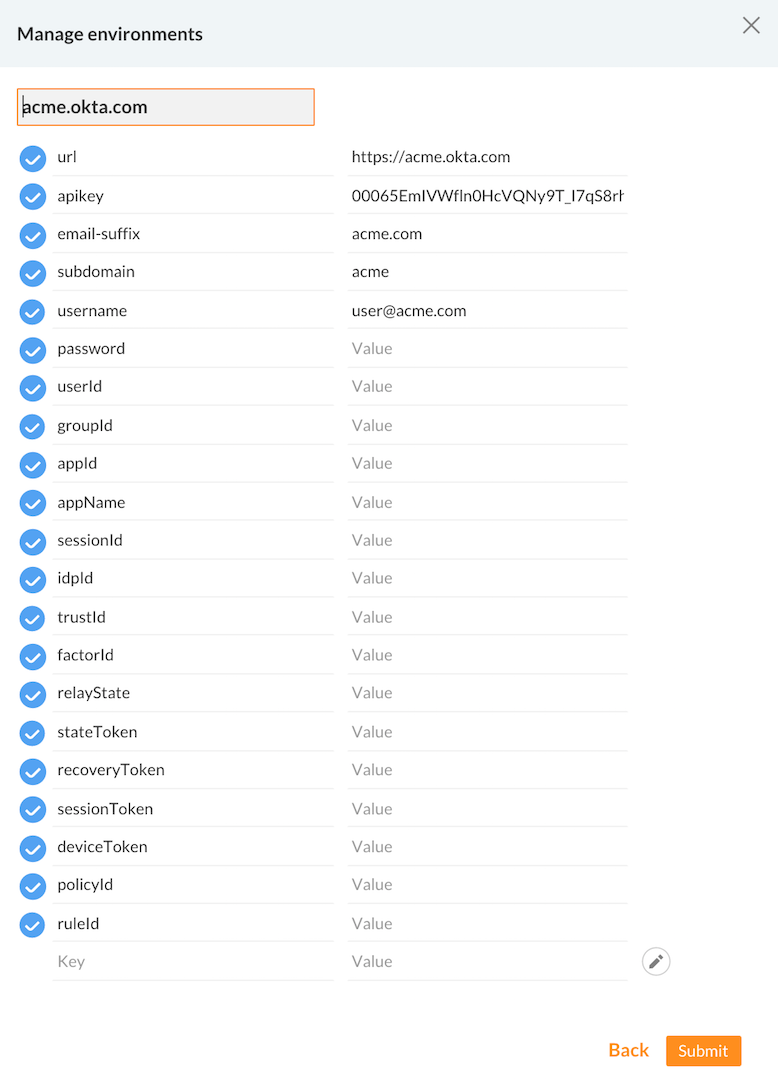 Manage environments
acme.okta.com
url https://acme.okta.com
apikey 00065EmIVWfln0HcVQNy9T_I7qS8rh
email-suffix acme.com
subdomain acme
username user@acme.com
password Value
userId Value
groupId Value
appId Value
appName Value
sessionId Value
idpId Value
trustId Value
factorId Value
relayState Value
stateToken Value
recoveryToken Value
sessionToken Value
deviceToken Value
policyId Value
ruleId Value
Key Value
Back Submit